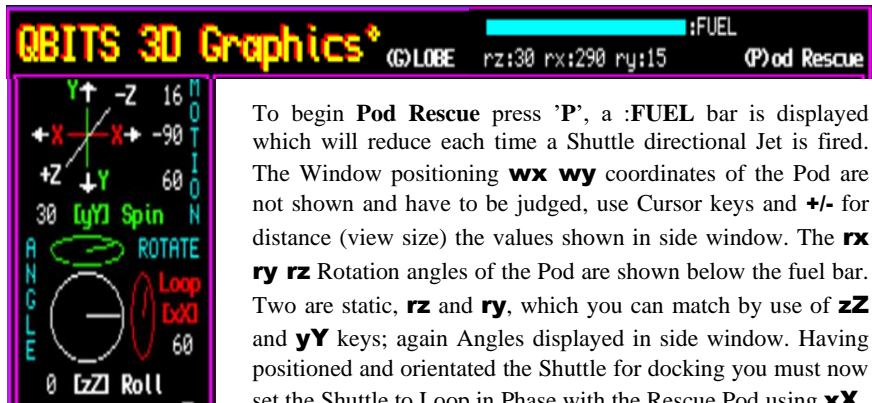 QBITS 3D Graphics° (G)LOBE :FUEL
rz:30 rx:290 ry:15 (P)od Rescue
Y -Z 16
X X -90
+Z Y 60
MOTION
30 [yY] Spin
ANGLE
ROTATE
Loop
[xX]
60
0 [zZ] Roll
To begin Pod Rescue press ’P’, a :FUEL bar is displayed
which will reduce each time a Shuttle directional Jet is fired.
The Window positioning wx wy coordinates of the Pod are
not shown and have to be judged, use Cursor keys and +/- for
distance (view size) the values shown in side window. The rx
ry rz Rotation angles of the Pod are shown below the fuel bar.
Two are static, rz and ry, which you can match by use of zZ
and yY keys; again Angles displayed in side window. Having
positioned and orientated the Shuttle for docking you must now
set the Shuttle to Loop in Phase with the Rescue Pod using xX